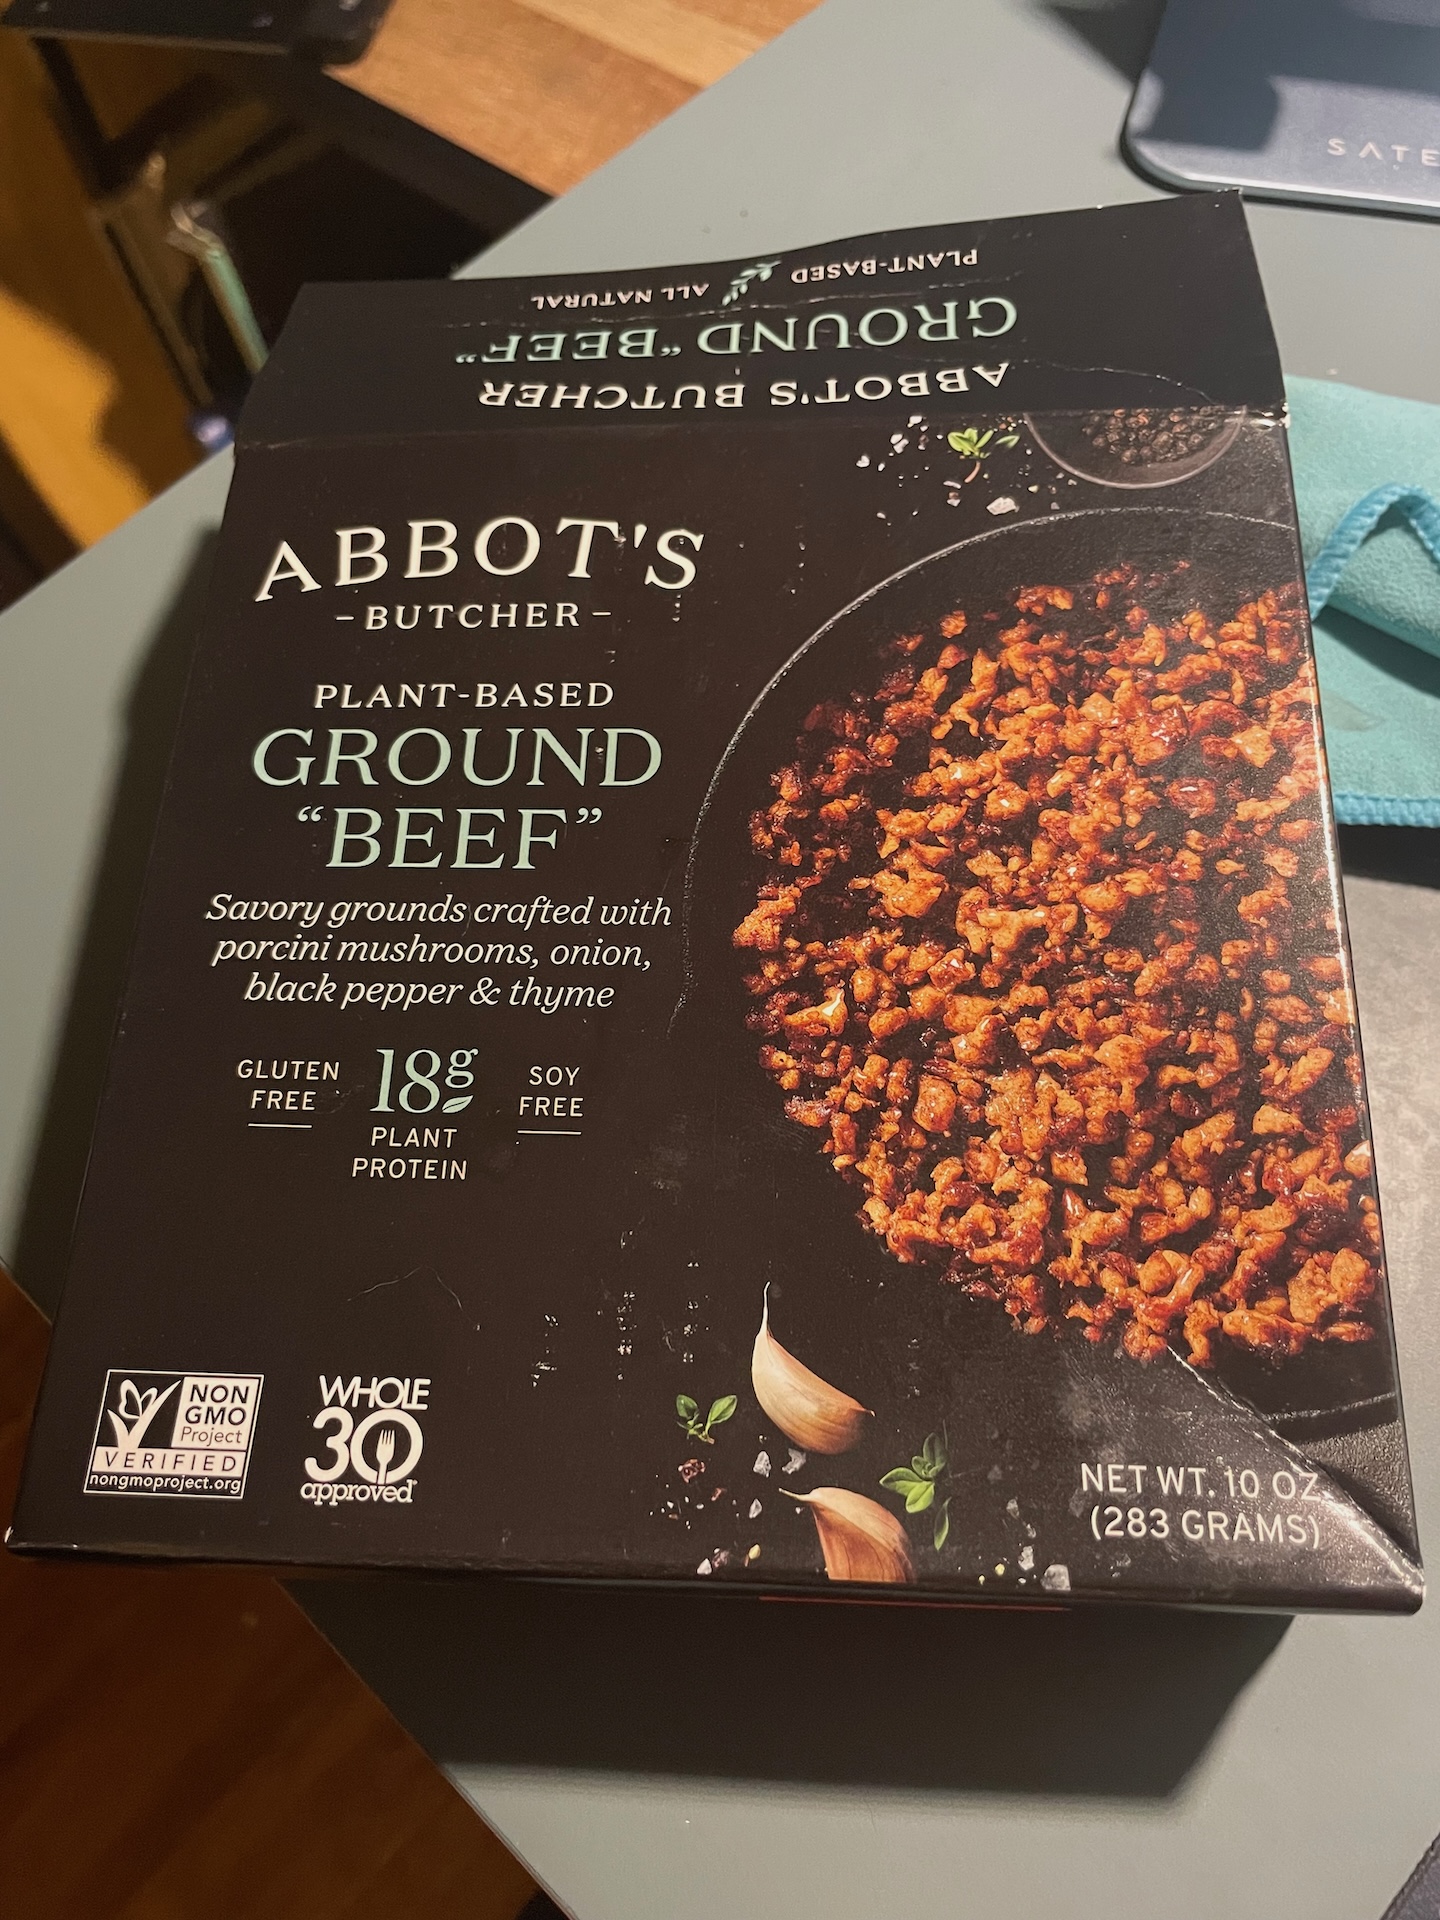 PLANT-BASED ALL NATURAL
GROUND "BEEF"
ABBOT'S BUTCHER
ABBOT'S
-BUTCHER-
PLANT-BASED
GROUND
“BEEF”
Savory grounds crafted with
porcini mushrooms, onion,
black pepper & thyme
GLUTEN
FREE
18g
PLANT
PROTEIN
SOY
FREE
NON
GMO
Project
VERIFIED
nongmoproject.org
WHOLE
30
approved
NET WT. 10 OZ
(283 GRAMS)
SATE